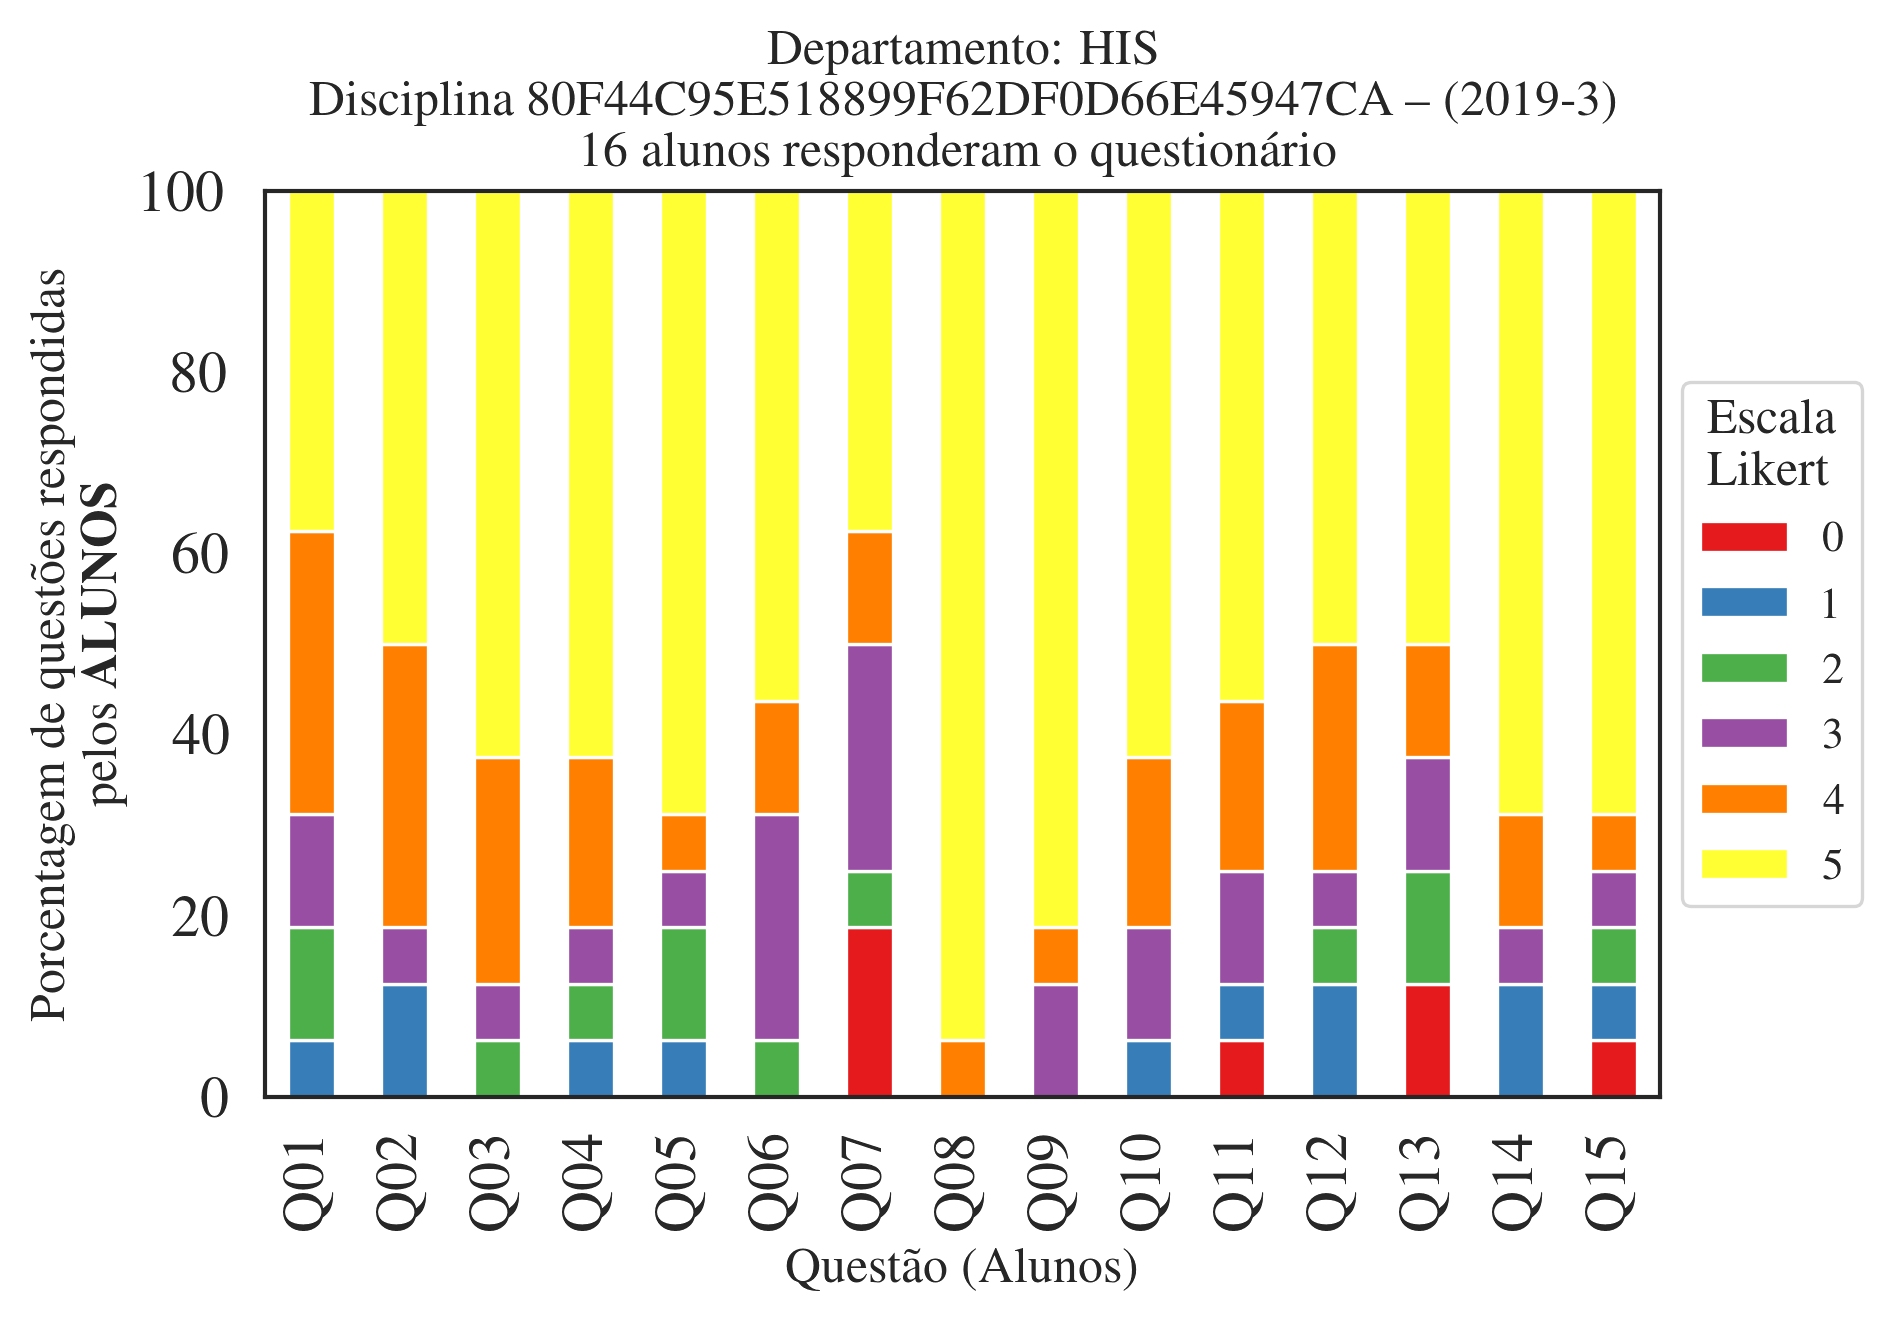 Departamento: HIS
Disciplina 80F44C95E518899F62DF0D66E45947CA – (2019-3)
16 alunos responderam o questionário
Porcentagem de questões respondidas
pelos ALUNOS
100
80
60
40
20
0
Q01
Q02
Q03
Q04
Q05
Q06
Q07
Q08
Q09
Q10
Q11
Q12
Q13
Q14
Q15
Questão (Alunos)
Escala
Likert
0
1
2
3
4
5